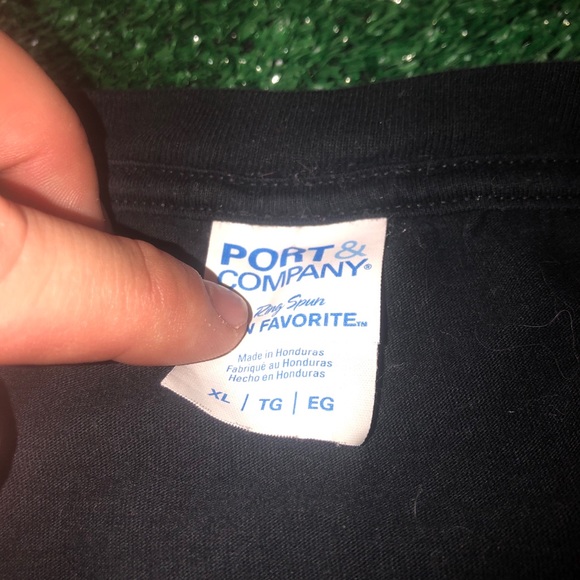 PORT &
COMPANY®
Ring Spun
FAVORITE™
Made in Honduras
Fabriqué au Honduras
Hecho en Honduras
XL / TG | EG